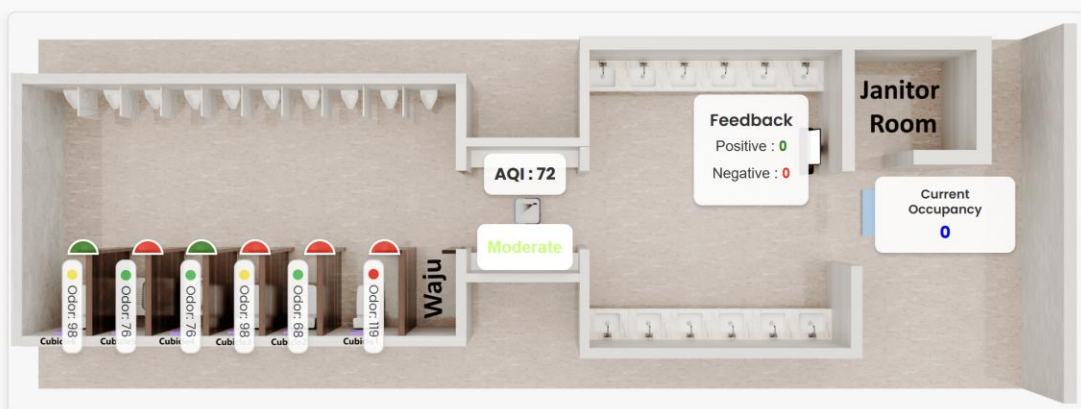 Feedback
Positive : 0
Negative : 0
Janitor
Room
AQI : 72
Moderate
Current
Occupancy
0
Waju
Odor: 98
Odor: 76
Odor: 76
Odor: 98
Odor: 68
Odor: 119